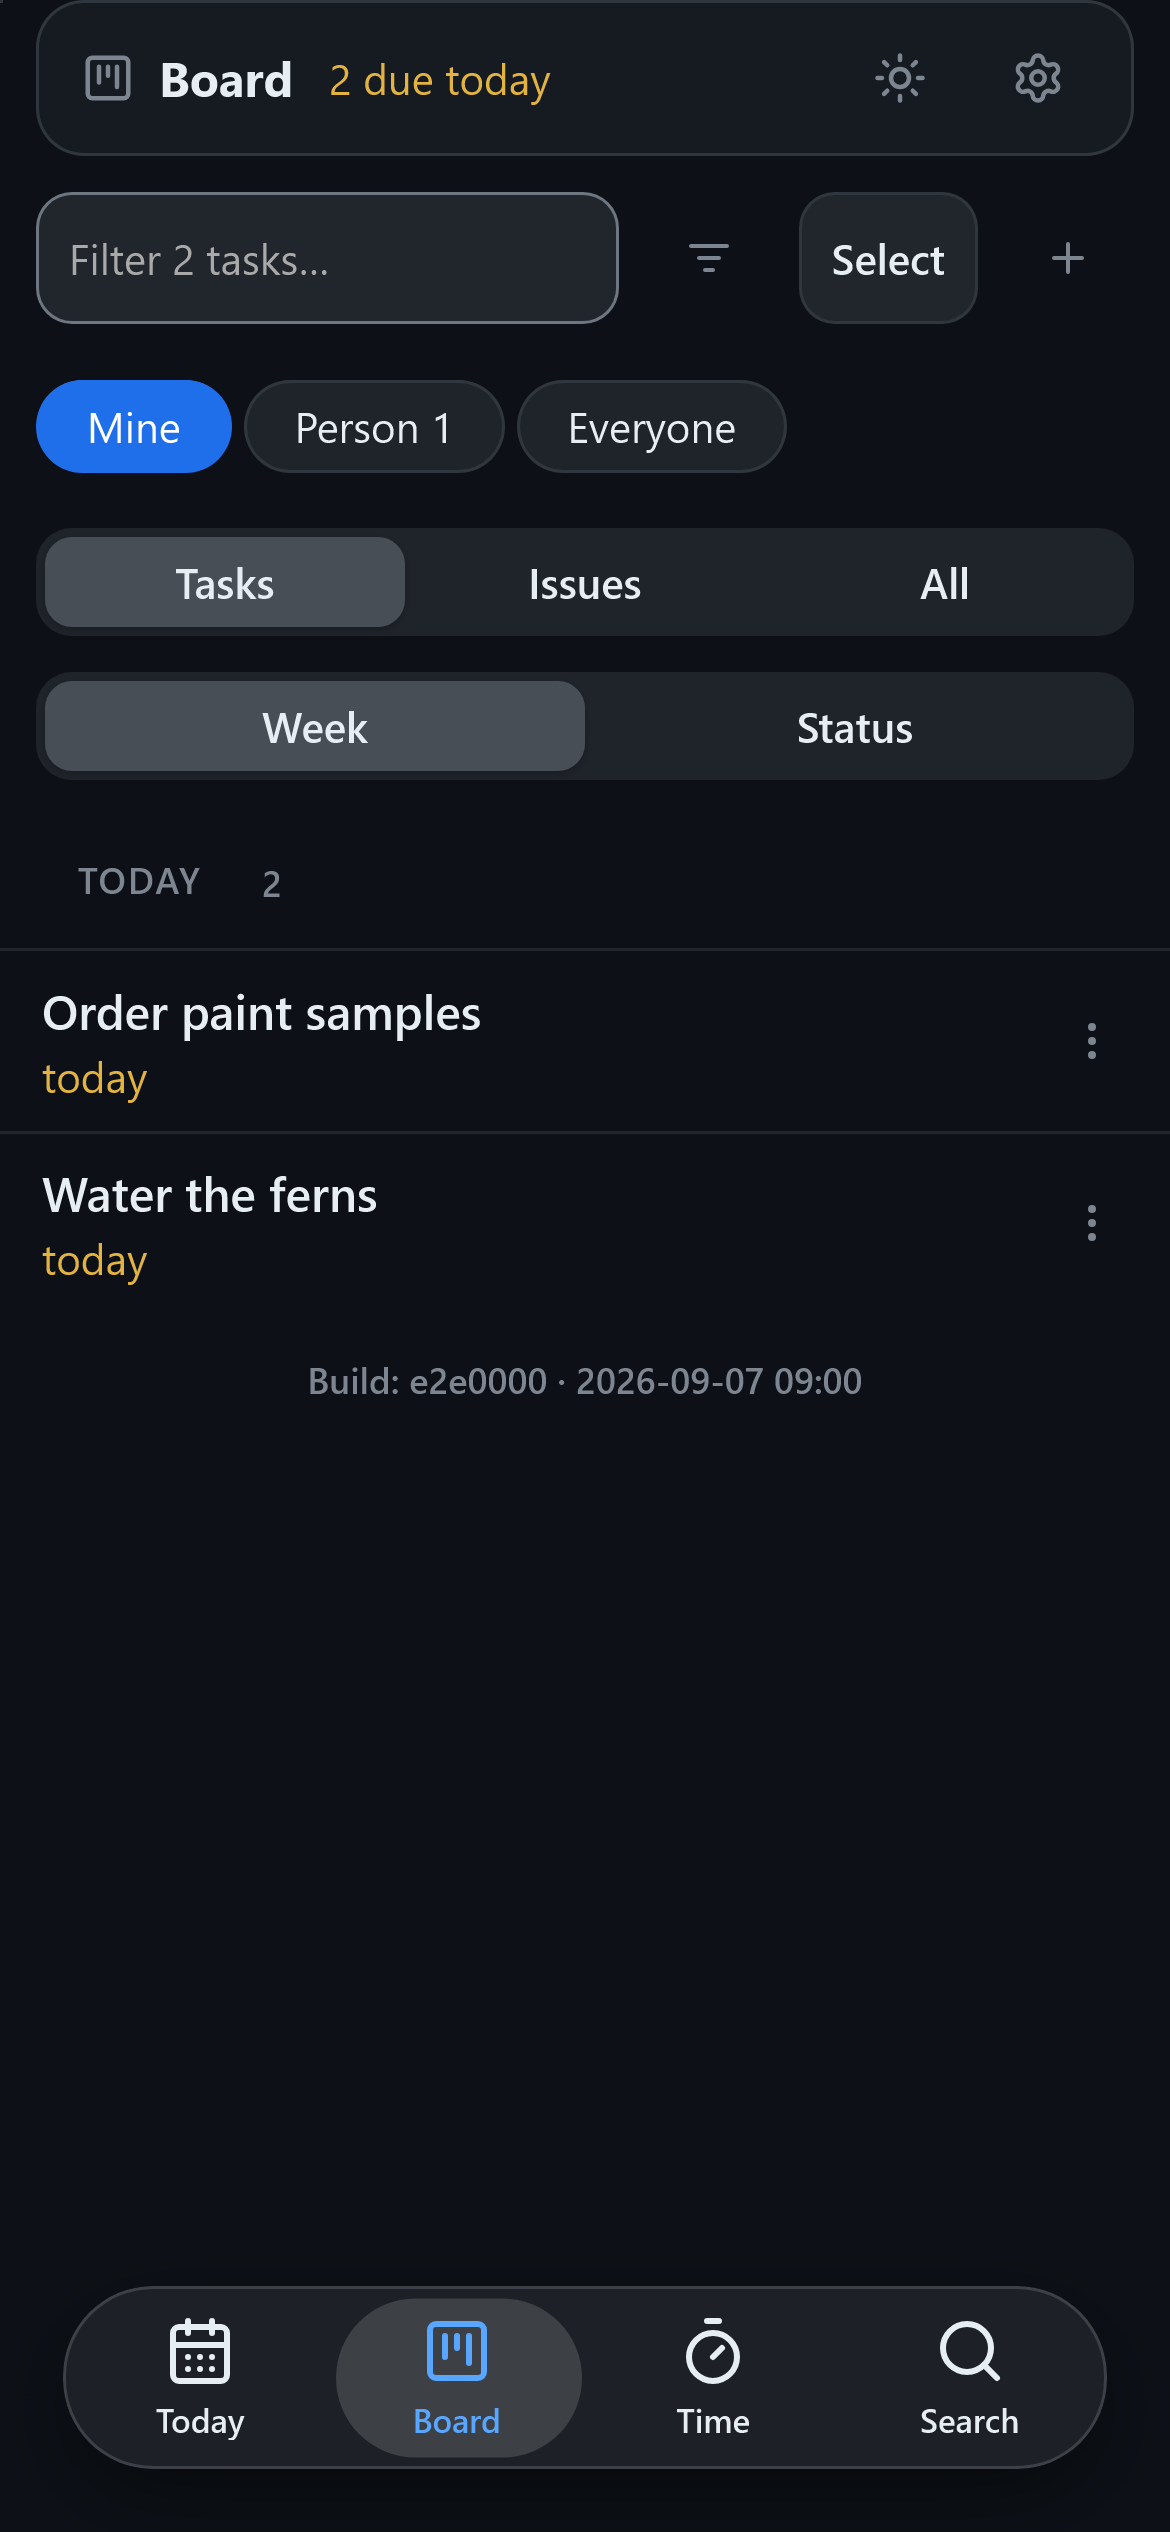 Board 2 due today
Filter 2 tasks... Select
Mine Person 1 Everyone
Tasks Issues All
Week Status
TODAY 2
Order paint samples
today
Water the ferns
today
Build: e2e0000 · 2026-09-07 09:00
Today Board Time Search